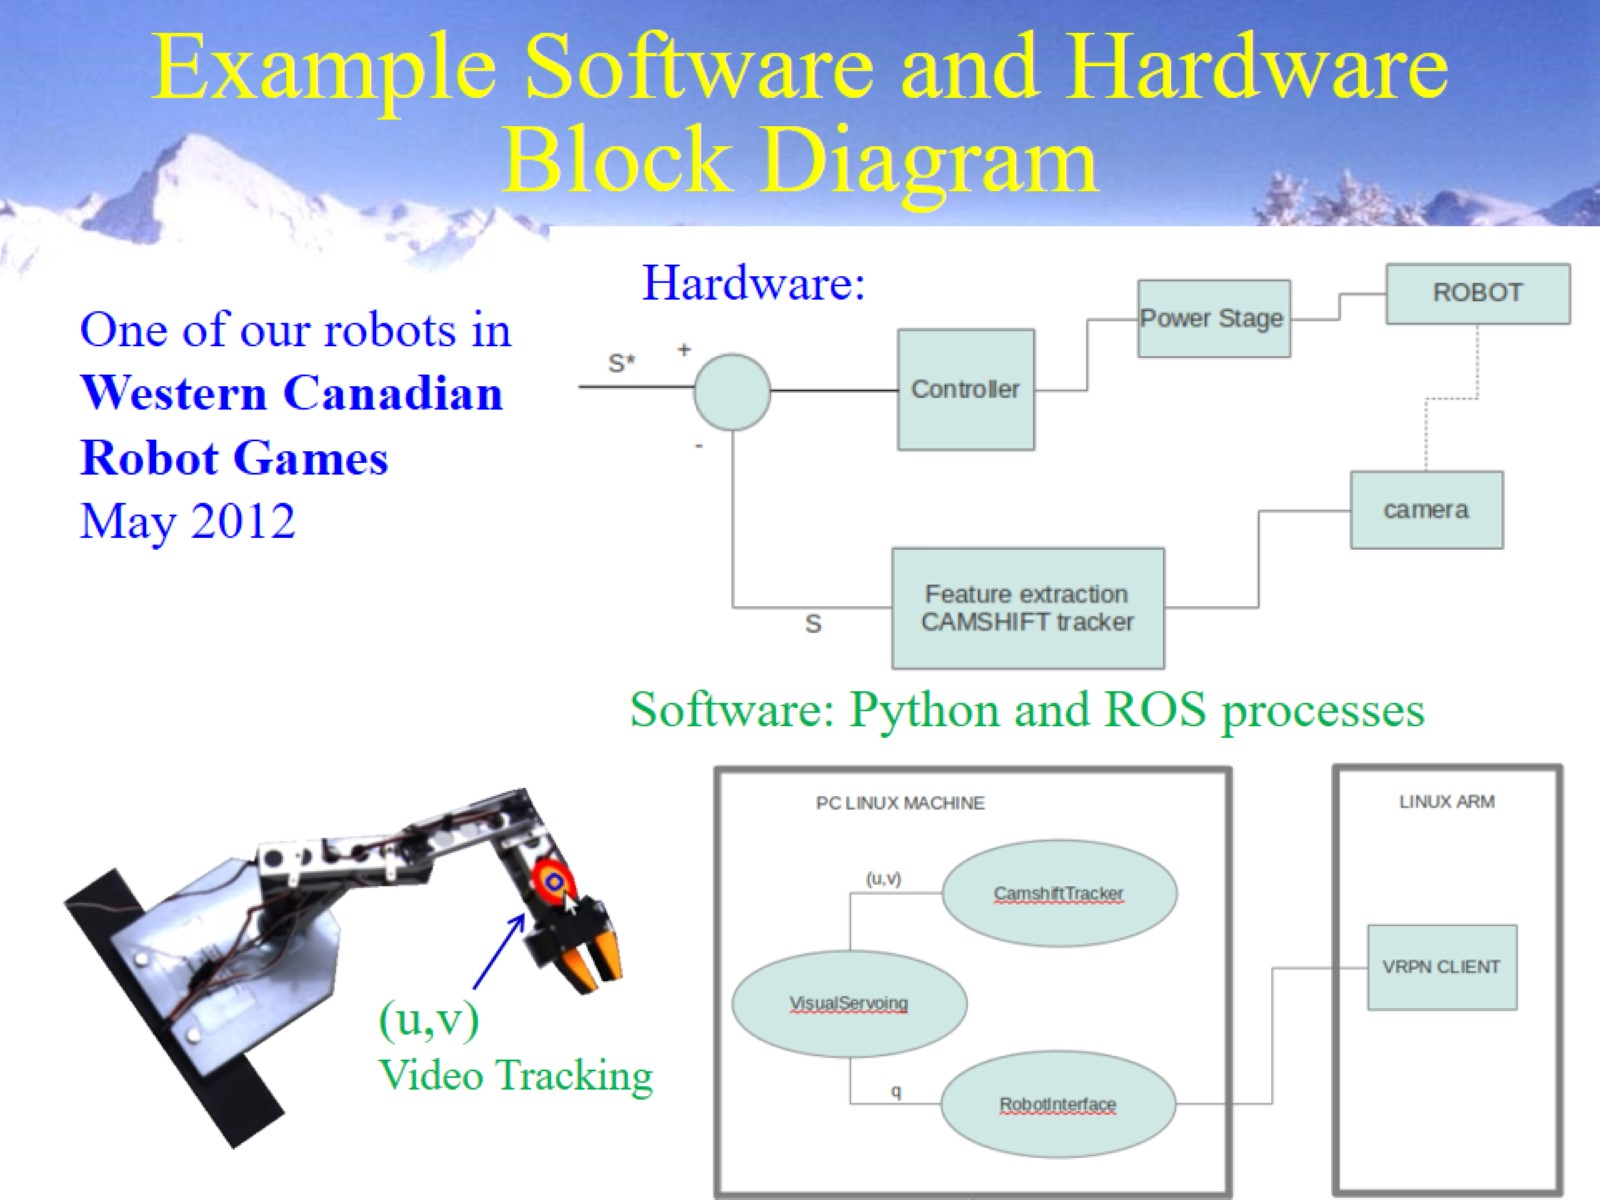 Example Software and Hardware
Block Diagram
One of our robots in
Western Canadian
Robot Games
May 2012
Hardware:
S*
+
-
Controller
Power Stage
ROBOT
camera
Feature extraction
CAMSHIFT tracker
S
Software: Python and ROS processes
(u,v)
Video Tracking
PC LINUX MACHINE
(u,v)
CamshiftTracker
VisualServoing
q
RobotInterface
LINUX ARM
VRPN CLIENT